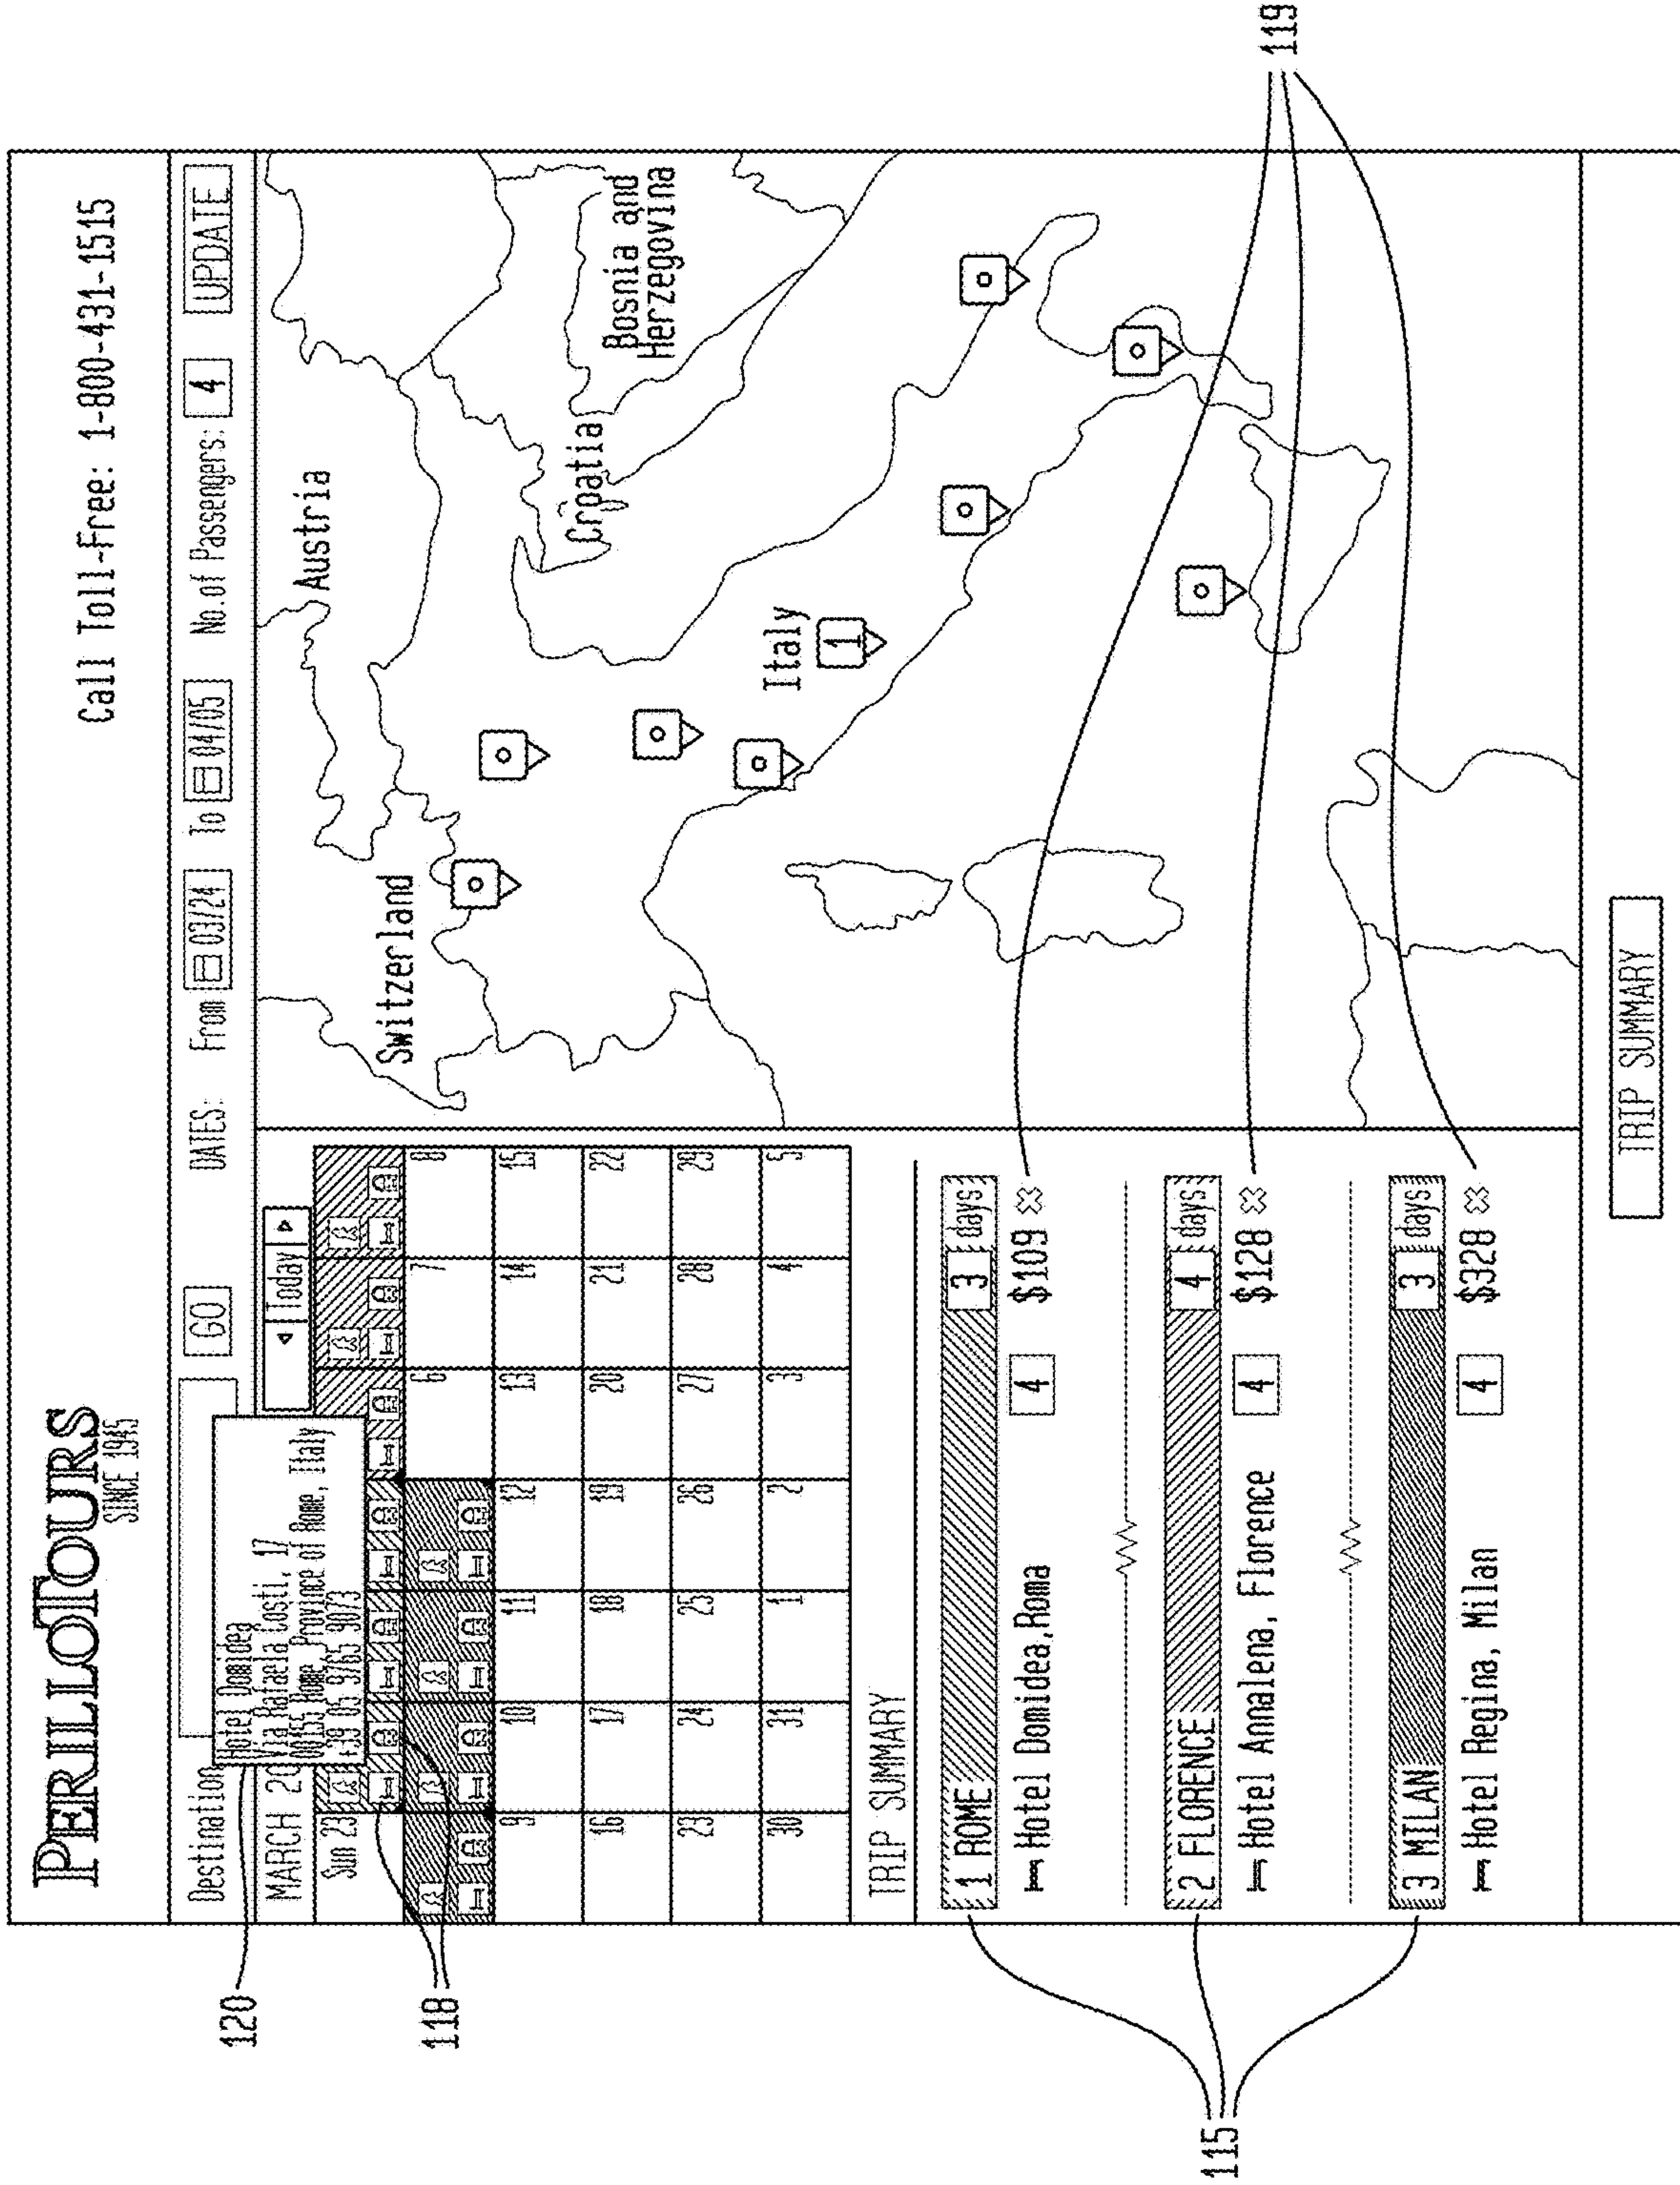 PERILLOTOURS
SINCE 1945
Call Toll-Free: 1-800-431-1515
Destination
GO
DATES: From 03/24 To 04/05 No.of Passengers: 4 UPDATE
MARCH 20
Today
Hotel Domidea
Via Rafaela Costi, 17
00155 Rome, Province of Rome, Italy
+39 05 9765 9073
Sun 23
6 7 8
9 10 11 12 13 14 15
16 17 18 19 20 21 22
23 24 25 26 27 28 29
30 31 1 2 3 4 5
TRIP SUMMARY
1 ROME 3 days
Hotel Domidea,Roma 4 $109
2 FLORENCE 4 days
Hotel Annalena, Florence 4 $128
3 MILAN 3 days
Hotel Regina, Milan 4 $328
Switzerland
Austria
Croatia
Bosnia and
Herzegovina
Italy
1
TRIP SUMMARY
120
118
115
119